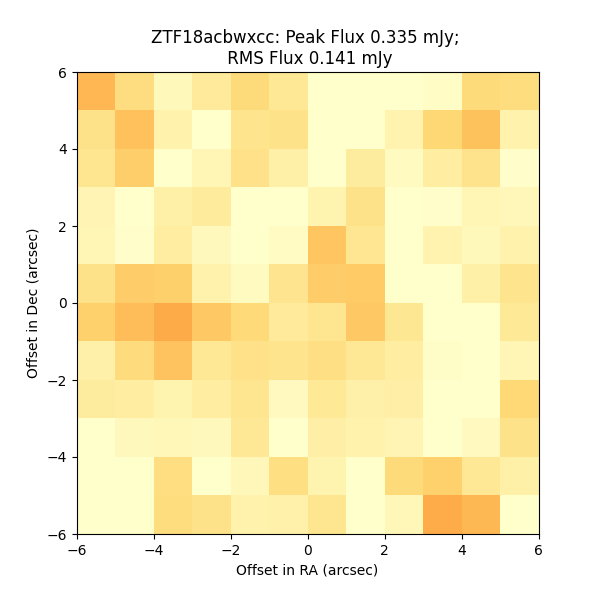 ZTF18acbwxcc: Peak Flux 0.335 mJy;
RMS Flux 0.141 mJy
6
4
2
0
−2
−4
−6
Offset in Dec (arcsec)
−6 −4 −2 0 2 4 6
Offset in RA (arcsec)